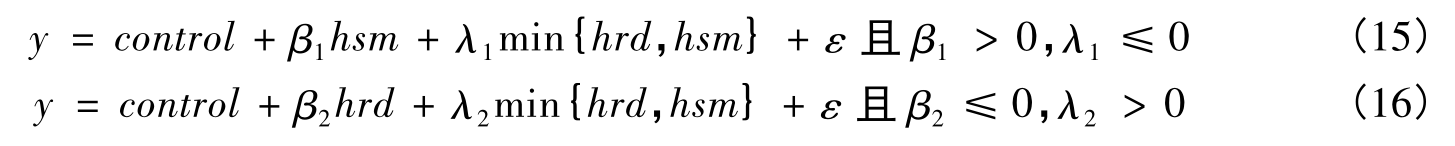 y = control + β₁hsm + λ₁min{hrd,hsm} + ε 且 β₁ > 0,λ₁ ≤ 0 (15)
y = control + β₂hrd + λ₂min{hrd,hsm} + ε 且 β₂ ≤ 0,λ₂ > 0 (16)